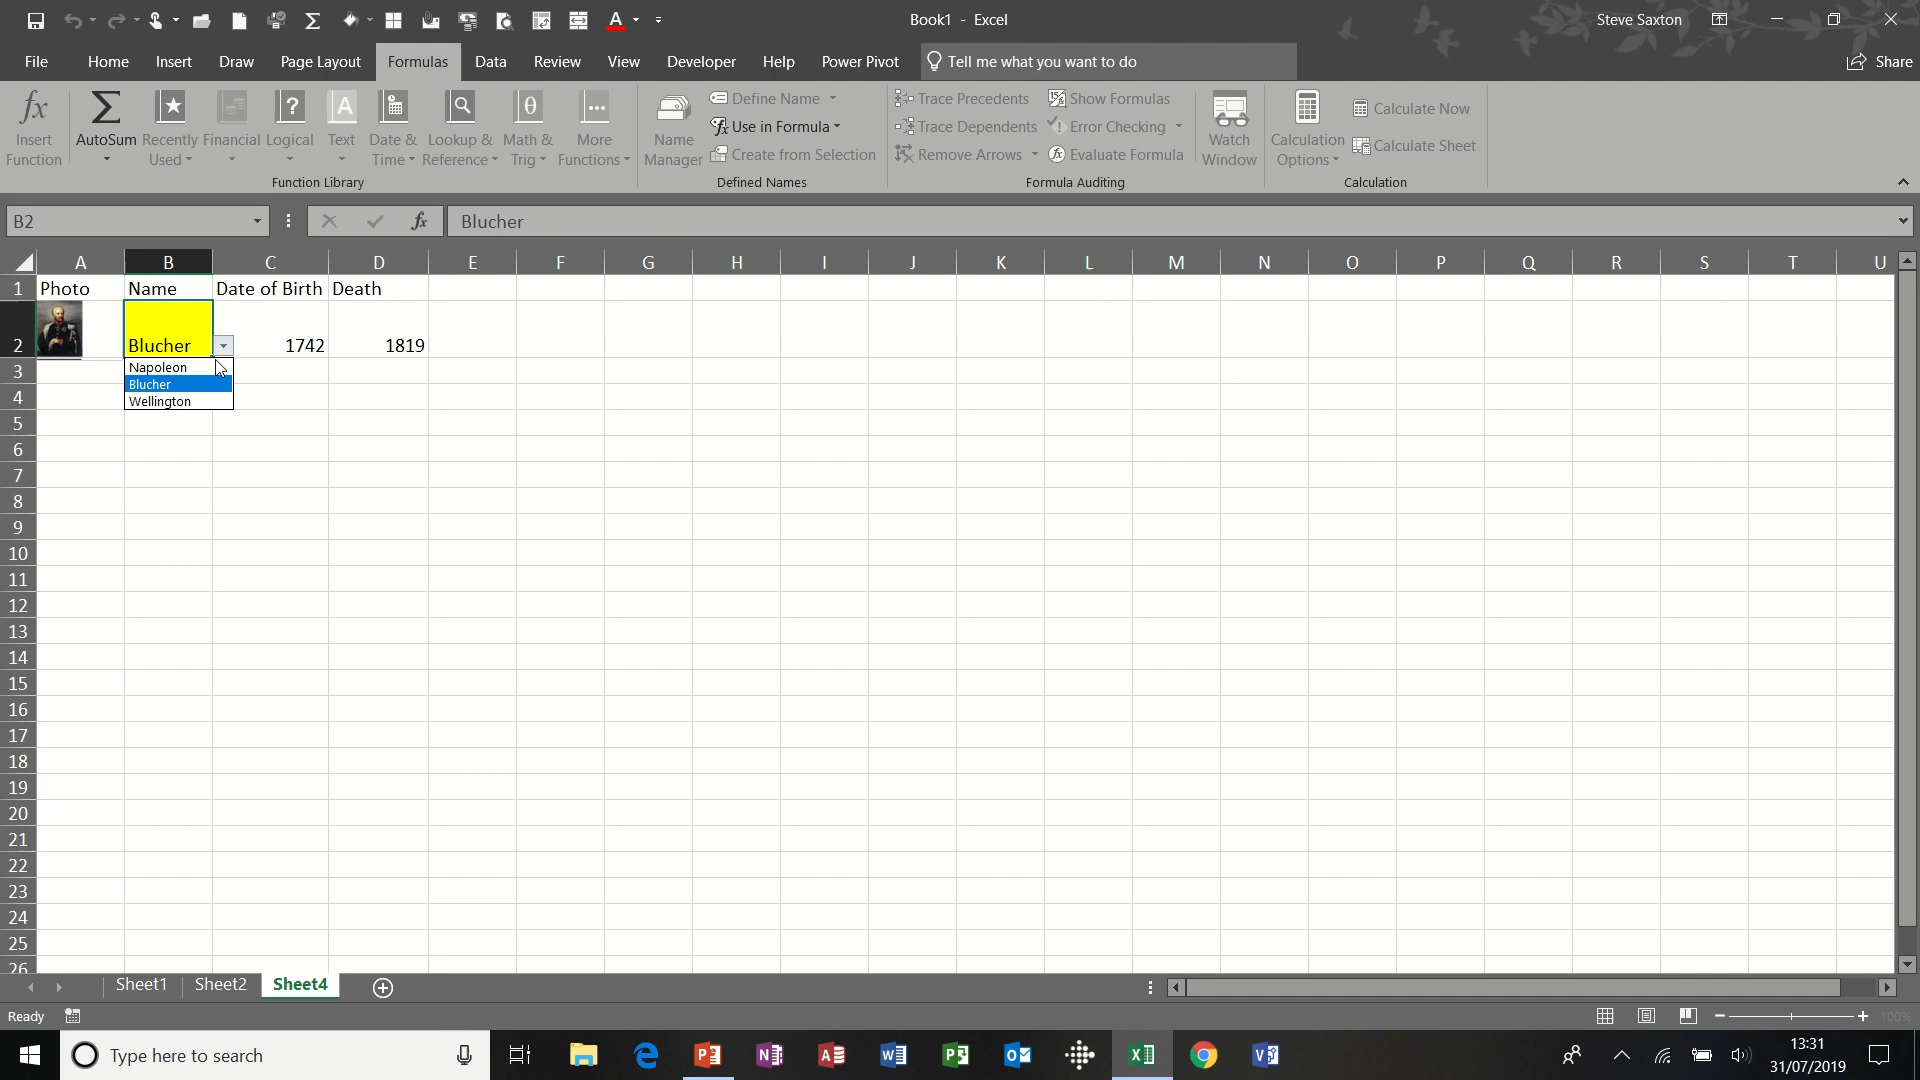 Book1 - Excel
Steve Saxton
File Home Insert Draw Page Layout Formulas Data Review View Developer Help Power Pivot Tell me what you want to do
Share
Insert Function
AutoSum
Recently Used
Financial
Logical
Text
Date & Time
Lookup & Reference
Math & Trig
More Functions
Function Library
Name Manager
Define Name
Use in Formula
Create from Selection
Defined Names
Trace Precedents
Trace Dependents
Remove Arrows
Show Formulas
Error Checking
Evaluate Formula
Formula Auditing
Watch Window
Calculation Options
Calculate Now
Calculate Sheet
Calculation
B2
fx
Blucher
A B C D E F G H I J K L M N O P Q R S T U
1 Photo Name Date of Birth Death
2 Blucher 1742 1819
Napoleon
Blucher
Wellington
3
4
5
6
7
8
9
10
11
12
13
14
15
16
17
18
19
20
21
22
23
24
25
26
Sheet1 Sheet2 Sheet4
Ready
100%
Type here to search
13:31
31/07/2019